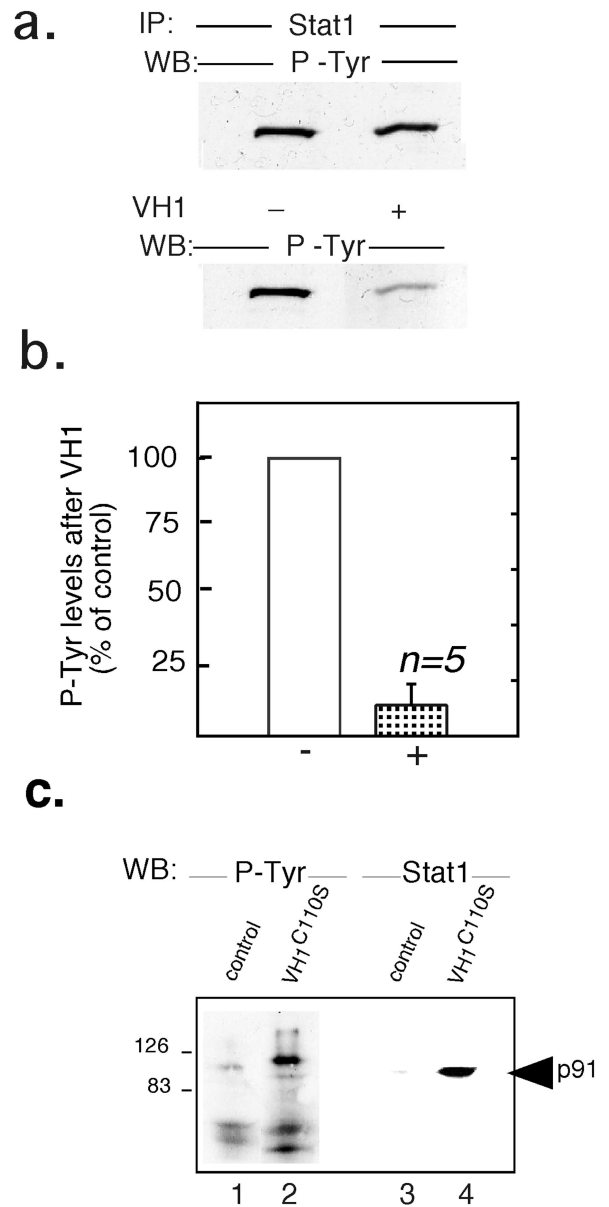 a.
IP: Stat1
WB: P -Tyr
VH1 – +
WB: P -Tyr
b.
P-Tyr levels after VH1
(% of control)
100
75
50
25
n=5
- +
c.
WB: P-Tyr Stat1
control VH1 C110S control VH1 C110S
126
83
p91
1 2 3 4